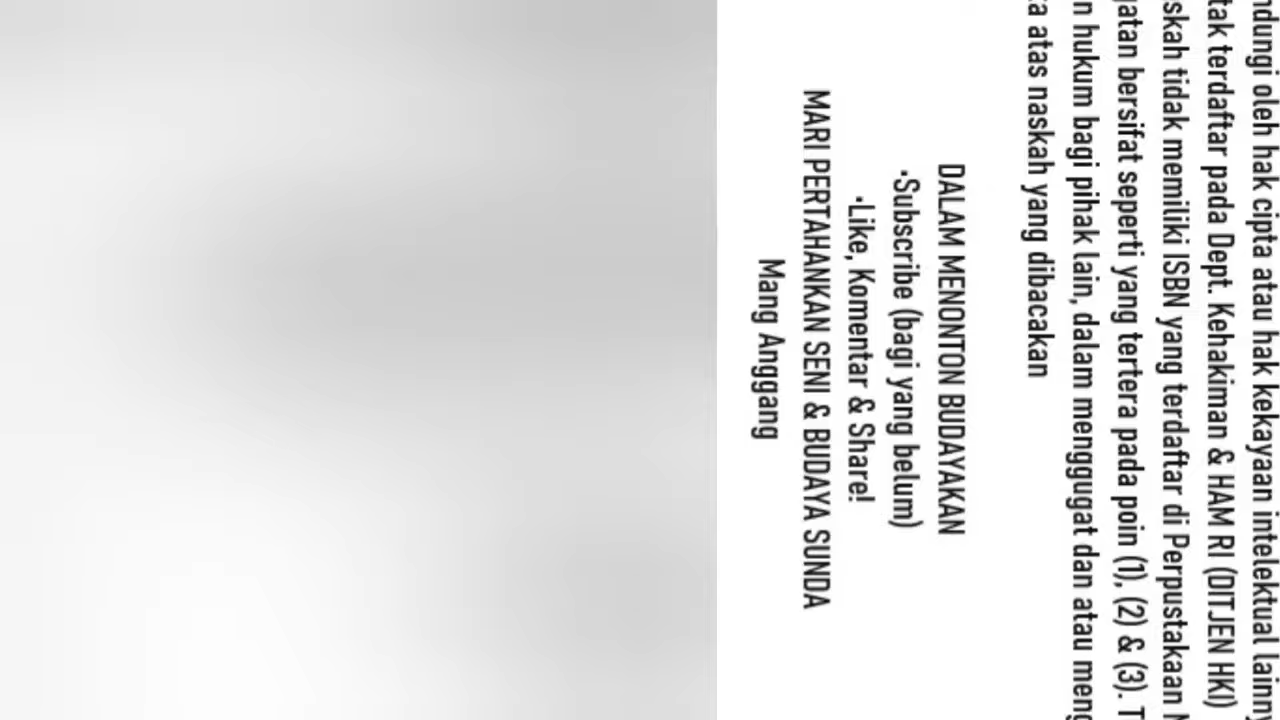 ndungi oleh hak cipta atau hak kekayaan intelektual lainny
tak terdaftar pada Dept. Kehakiman & HAM RI (DITJEN HKI)
skah tidak memiliki ISBN yang terdaftar di Perpustakaan
gatan bersifat seperti yang tertera pada poin (1), (2) & (3). T
n hukum bagi pihak lain, dalam menggugat dan atau meng
a atas naskah yang dibacakan
DALAM MENONTON BUDAYAKAN
•Subscribe (bagi yang belum)
•Like, Komentar & Share!
MARI PERTAHANKAN SENI & BUDAYA SUNDA
Mang Anggang